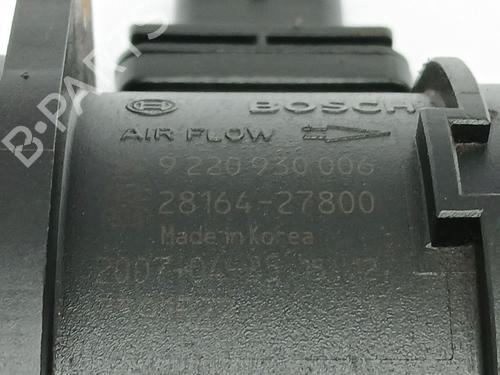 BOSCH
AIR FLOW
9 220 930 006
28164-27800
Made in Korea
B-PARTS